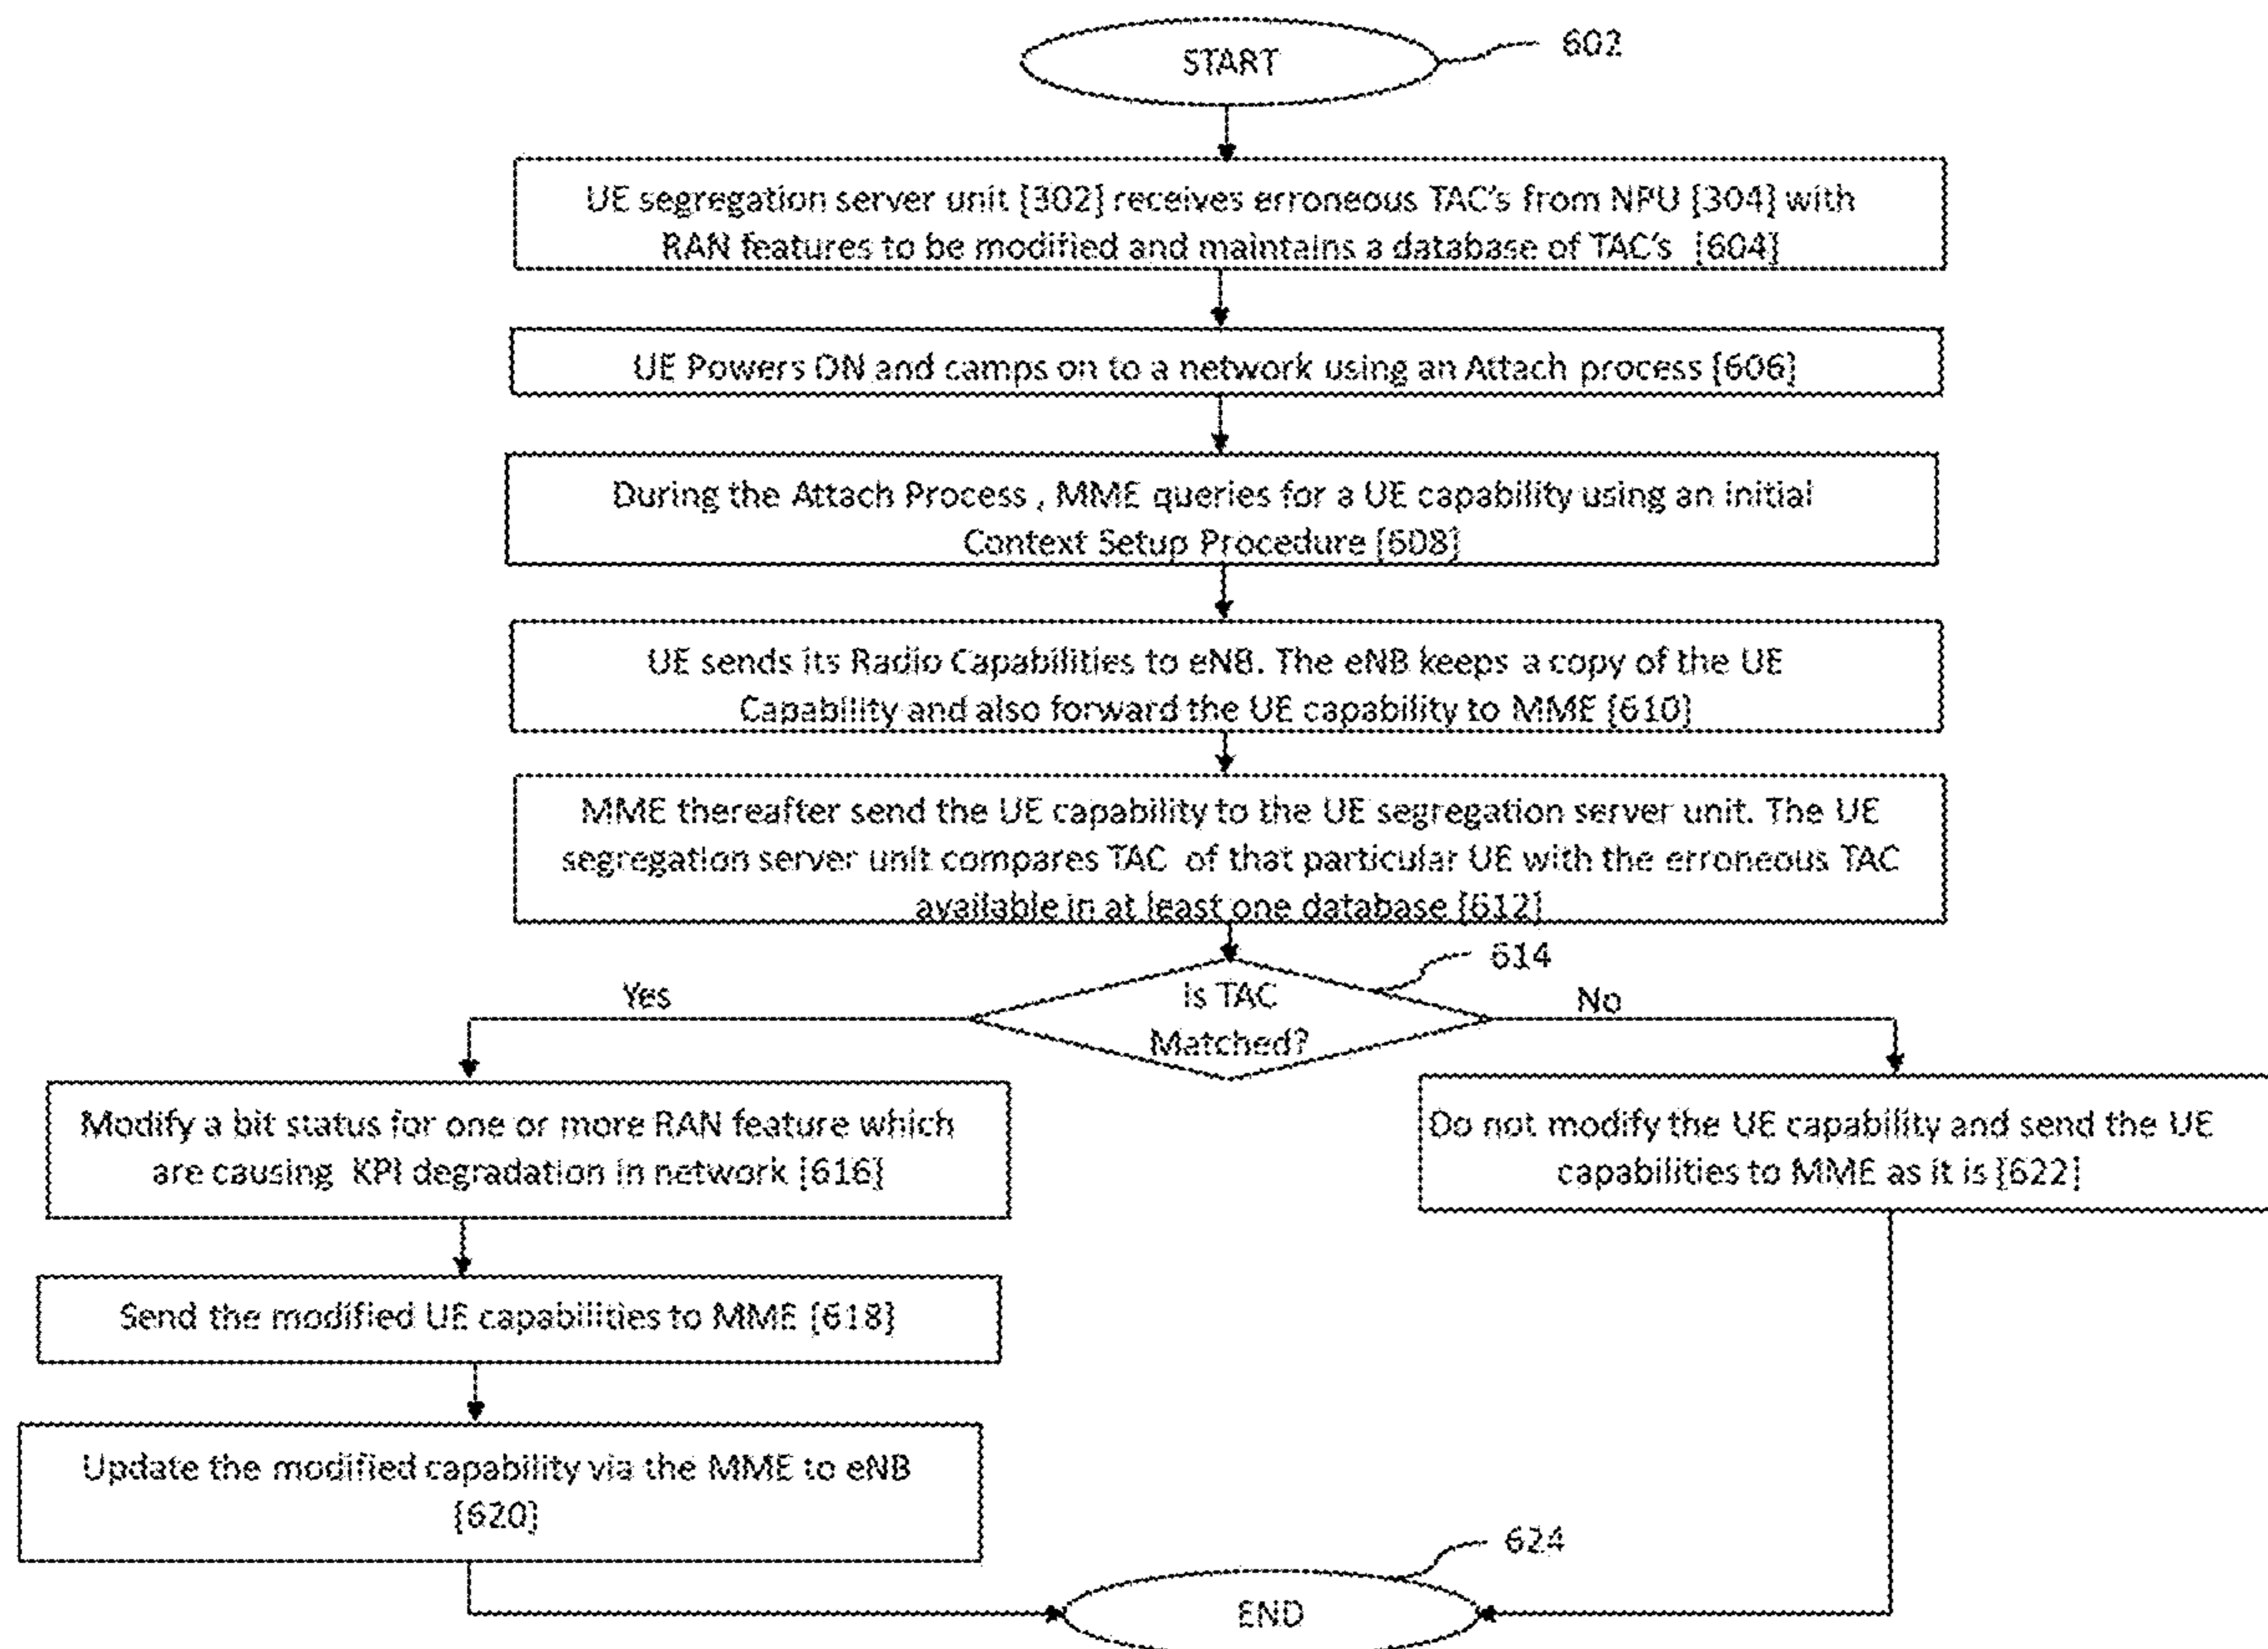 START
602
UE segregation server unit [302] receives erroneous TAC's from NPU [304] with
RAN features to be modified and maintains a database of TAC's [604]
UE Powers ON and camps on to a network using an Attach process [606]
During the Attach Process , MME queries for a UE capability using an initial
Context Setup Procedure [608]
UE sends its Radio Capabilities to eNB. The eNB keeps a copy of the UE
Capability and also forward the UE capability to MME [610]
MME thereafter send the UE capability to the UE segregation server unit. The UE
segregation server unit compares TAC of that particular UE with the erroneous TAC
available in at least one database [612]
614
Is TAC
Matched?
Yes
No
Modify a bit status for one or more RAN feature which
are causing KPI degradation in network [616]
Do not modify the UE capability and send the UE
capabilities to MME as it is [622]
Send the modified UE capabilities to MME [618]
Update the modified capability via the MME to eNB
[620]
624
END